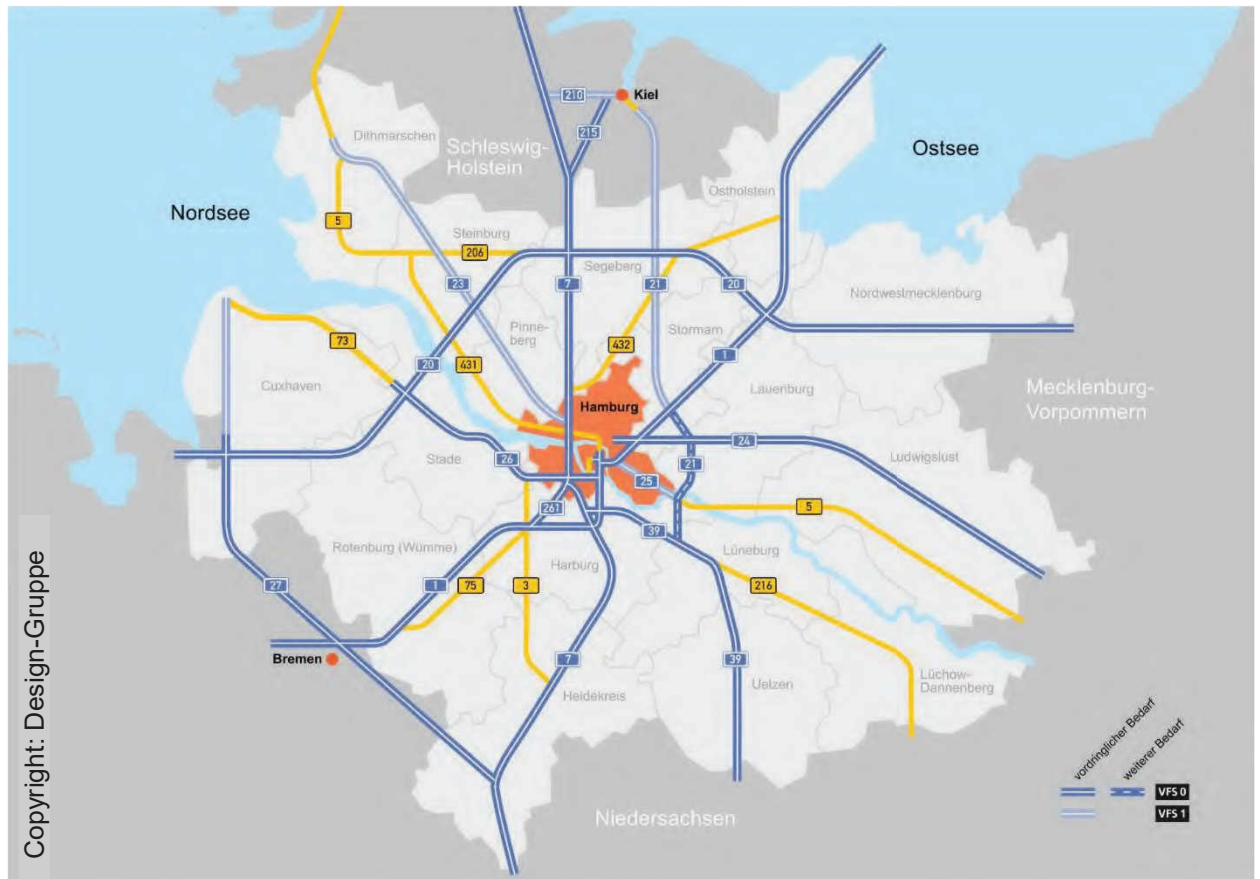 210
Kiel
215
Dithmarschen
Schleswig-
Holstein
Ostsee
Ostholstein
Nordsee
5
Steinburg
206
Segeberg
23
7
21
20
Nordwestmecklenburg
Pinne-
berg
Stormarn
73
432
1
20
431
Cuxhaven
Lauenburg
Mecklenburg-
Vorpommern
Hamburg
24
Ludwigslust
Stade
26
21
25
261
5
39
Rotenburg (Wümme)
Lüneburg
Harburg
27
1
75
3
216
Bremen
7
39
Heidekreis
Uelzen
Lüchow-
Dannenberg
Niedersachsen
vordringlicher Bedarf
weiterer Bedarf
VFS 0
VFS 1
Copyright: Design-Gruppe